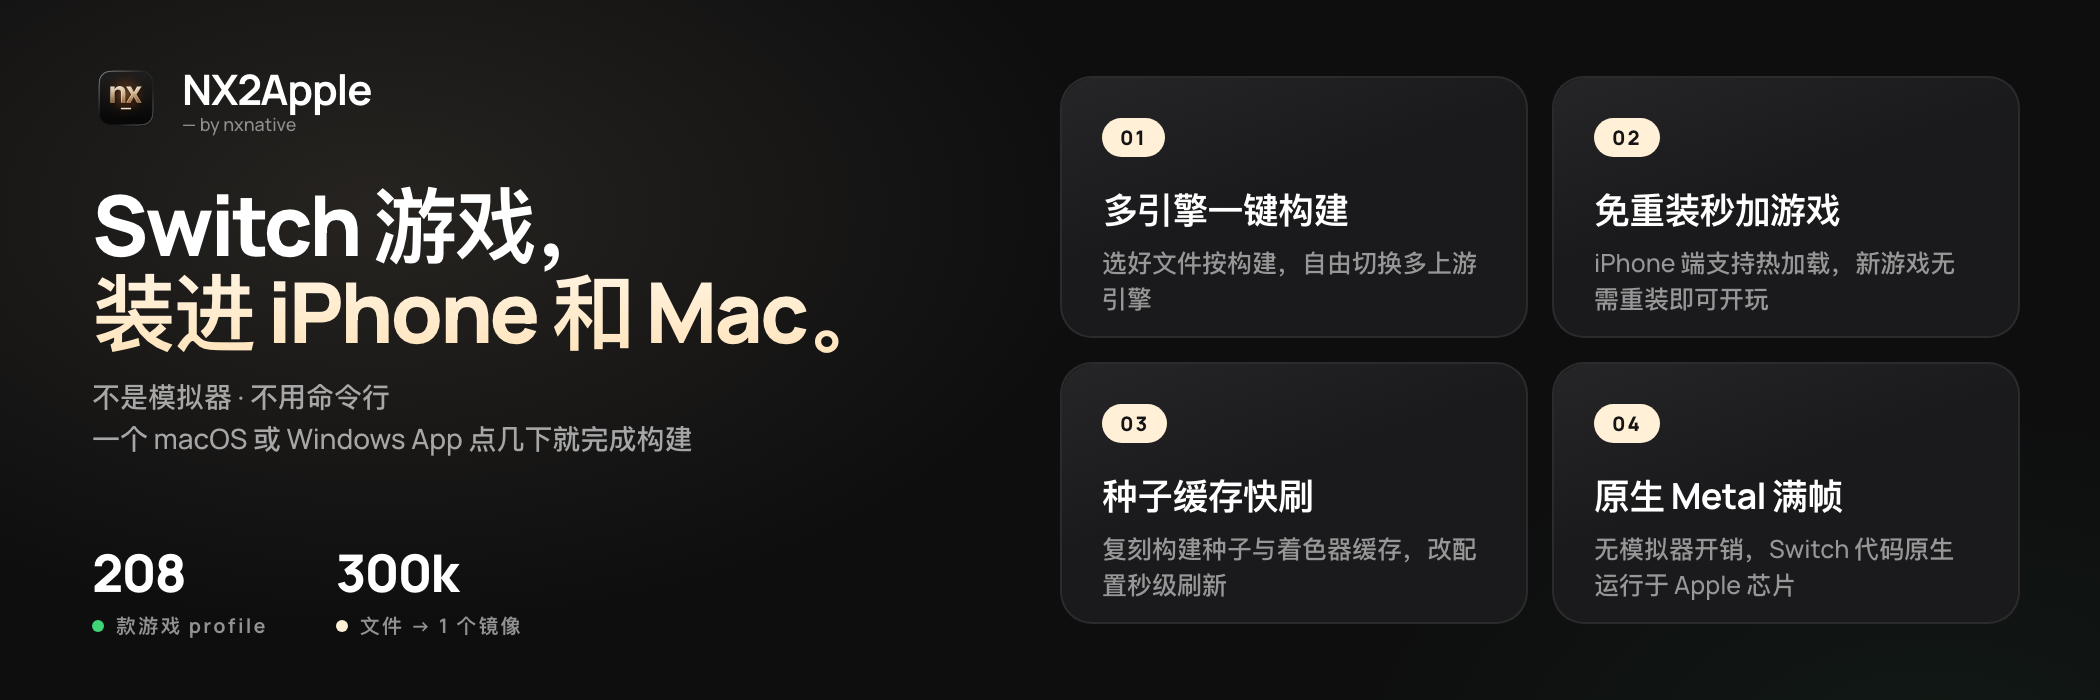 nx
NX2Apple
— by nxnative
Switch 游戏，
装进 iPhone 和 Mac。
不是模拟器 · 不用命令行
一个 macOS 或 Windows App 点几下就完成构建
208
款游戏 profile
300k
文件 → 1 个镜像
01
多引擎一键构建
选好文件按构建，自由切换多上游
引擎
02
免重装秒加游戏
iPhone 端支持热加载，新游戏无
需重装即可开玩
03
种子缓存快刷
复刻构建种子与着色器缓存，改配
置秒级刷新
04
原生 Metal 满帧
无模拟器开销，Switch 代码原生
运行于 Apple 芯片